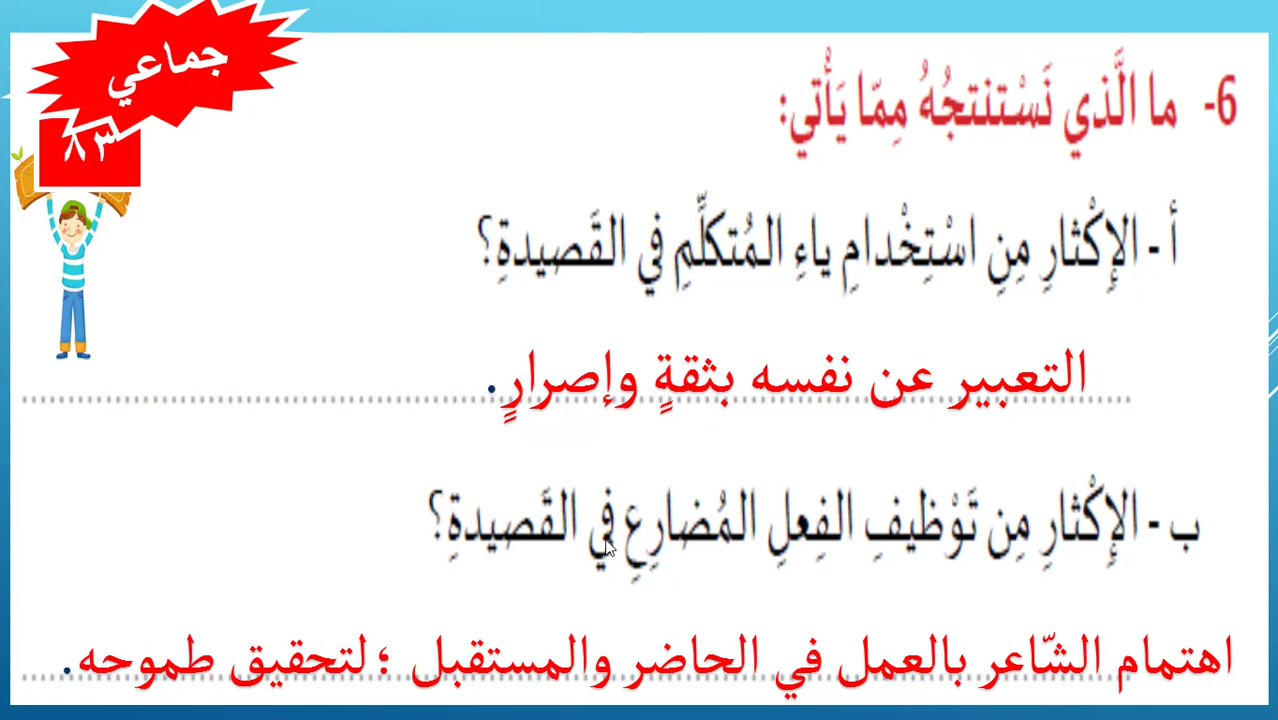 جماعي
٨٣
6- ما الَّذي نَسْتنتجُهُ مِمّا يَأْتي:
أ - الإِكْثارِ مِنِ اسْتِخْدامِ ياءِ المُتكلِّمِ في القَصيدةِ؟
التعبير عن نفسه بثقةٍ وإصرارٍ.
ب - الإِكْثارِ مِن تَوْظيفِ الفِعلِ المُضارِعِ في القَصيدةِ؟
اهتمام الشّاعر بالعمل في الحاضر والمستقبل ؛ لتحقيق طموحه.